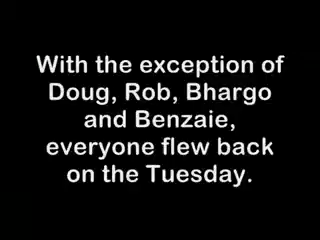 With the exception of
Doug, Rob, Bhargo
and Benzaie,
everyone flew back
on the Tuesday.